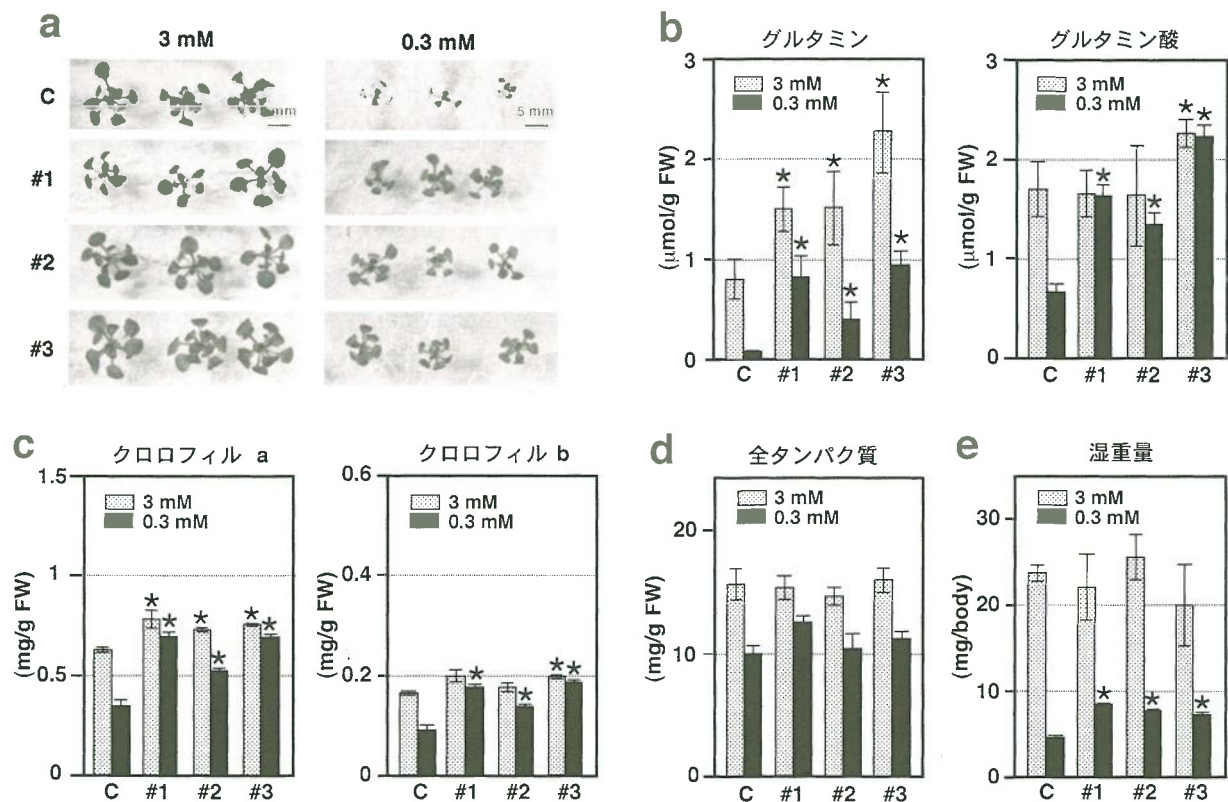 a
3 mM
0.3 mM
C
mm
5 mm
#1
#2
#3
b
グルタミン
3 mM
0.3 mM
(μmol/g FW)
3
2
1
0
C #1 #2 #3
* * * * * *
グルタミン酸
3 mM
0.3 mM
(μmol/g FW)
3
2
1
0
C #1 #2 #3
* * * *
c
クロロフィル a
3 mM
0.3 mM
(mg/g FW)
1.5
1
0.5
0
C #1 #2 #3
* * * * * *
クロロフィル b
3 mM
0.3 mM
(mg/g FW)
0.6
0.4
0.2
0
C #1 #2 #3
* * * *
d
全タンパク質
3 mM
0.3 mM
(mg/g FW)
20
10
0
C #1 #2 #3
e
湿重量
3 mM
0.3 mM
(mg/body)
30
20
10
0
C #1 #2 #3
* * *